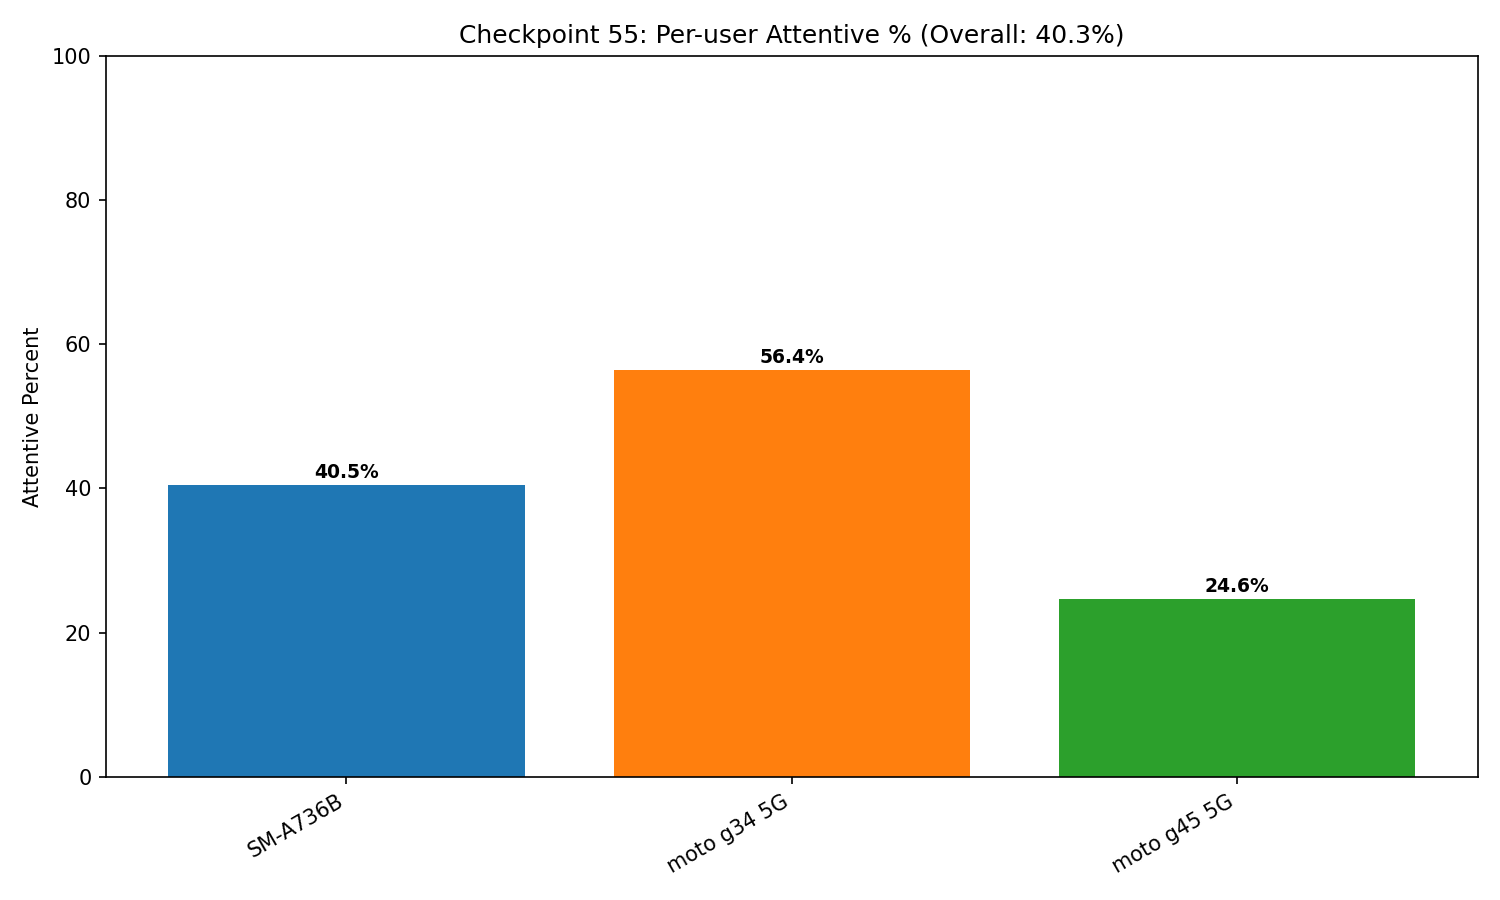 Checkpoint 55: Per-user Attentive % (Overall: 40.3%)
100
80
60
40
20
0
Attentive Percent
40.5%
56.4%
24.6%
SM-A736B
moto g34 5G
moto g45 5G